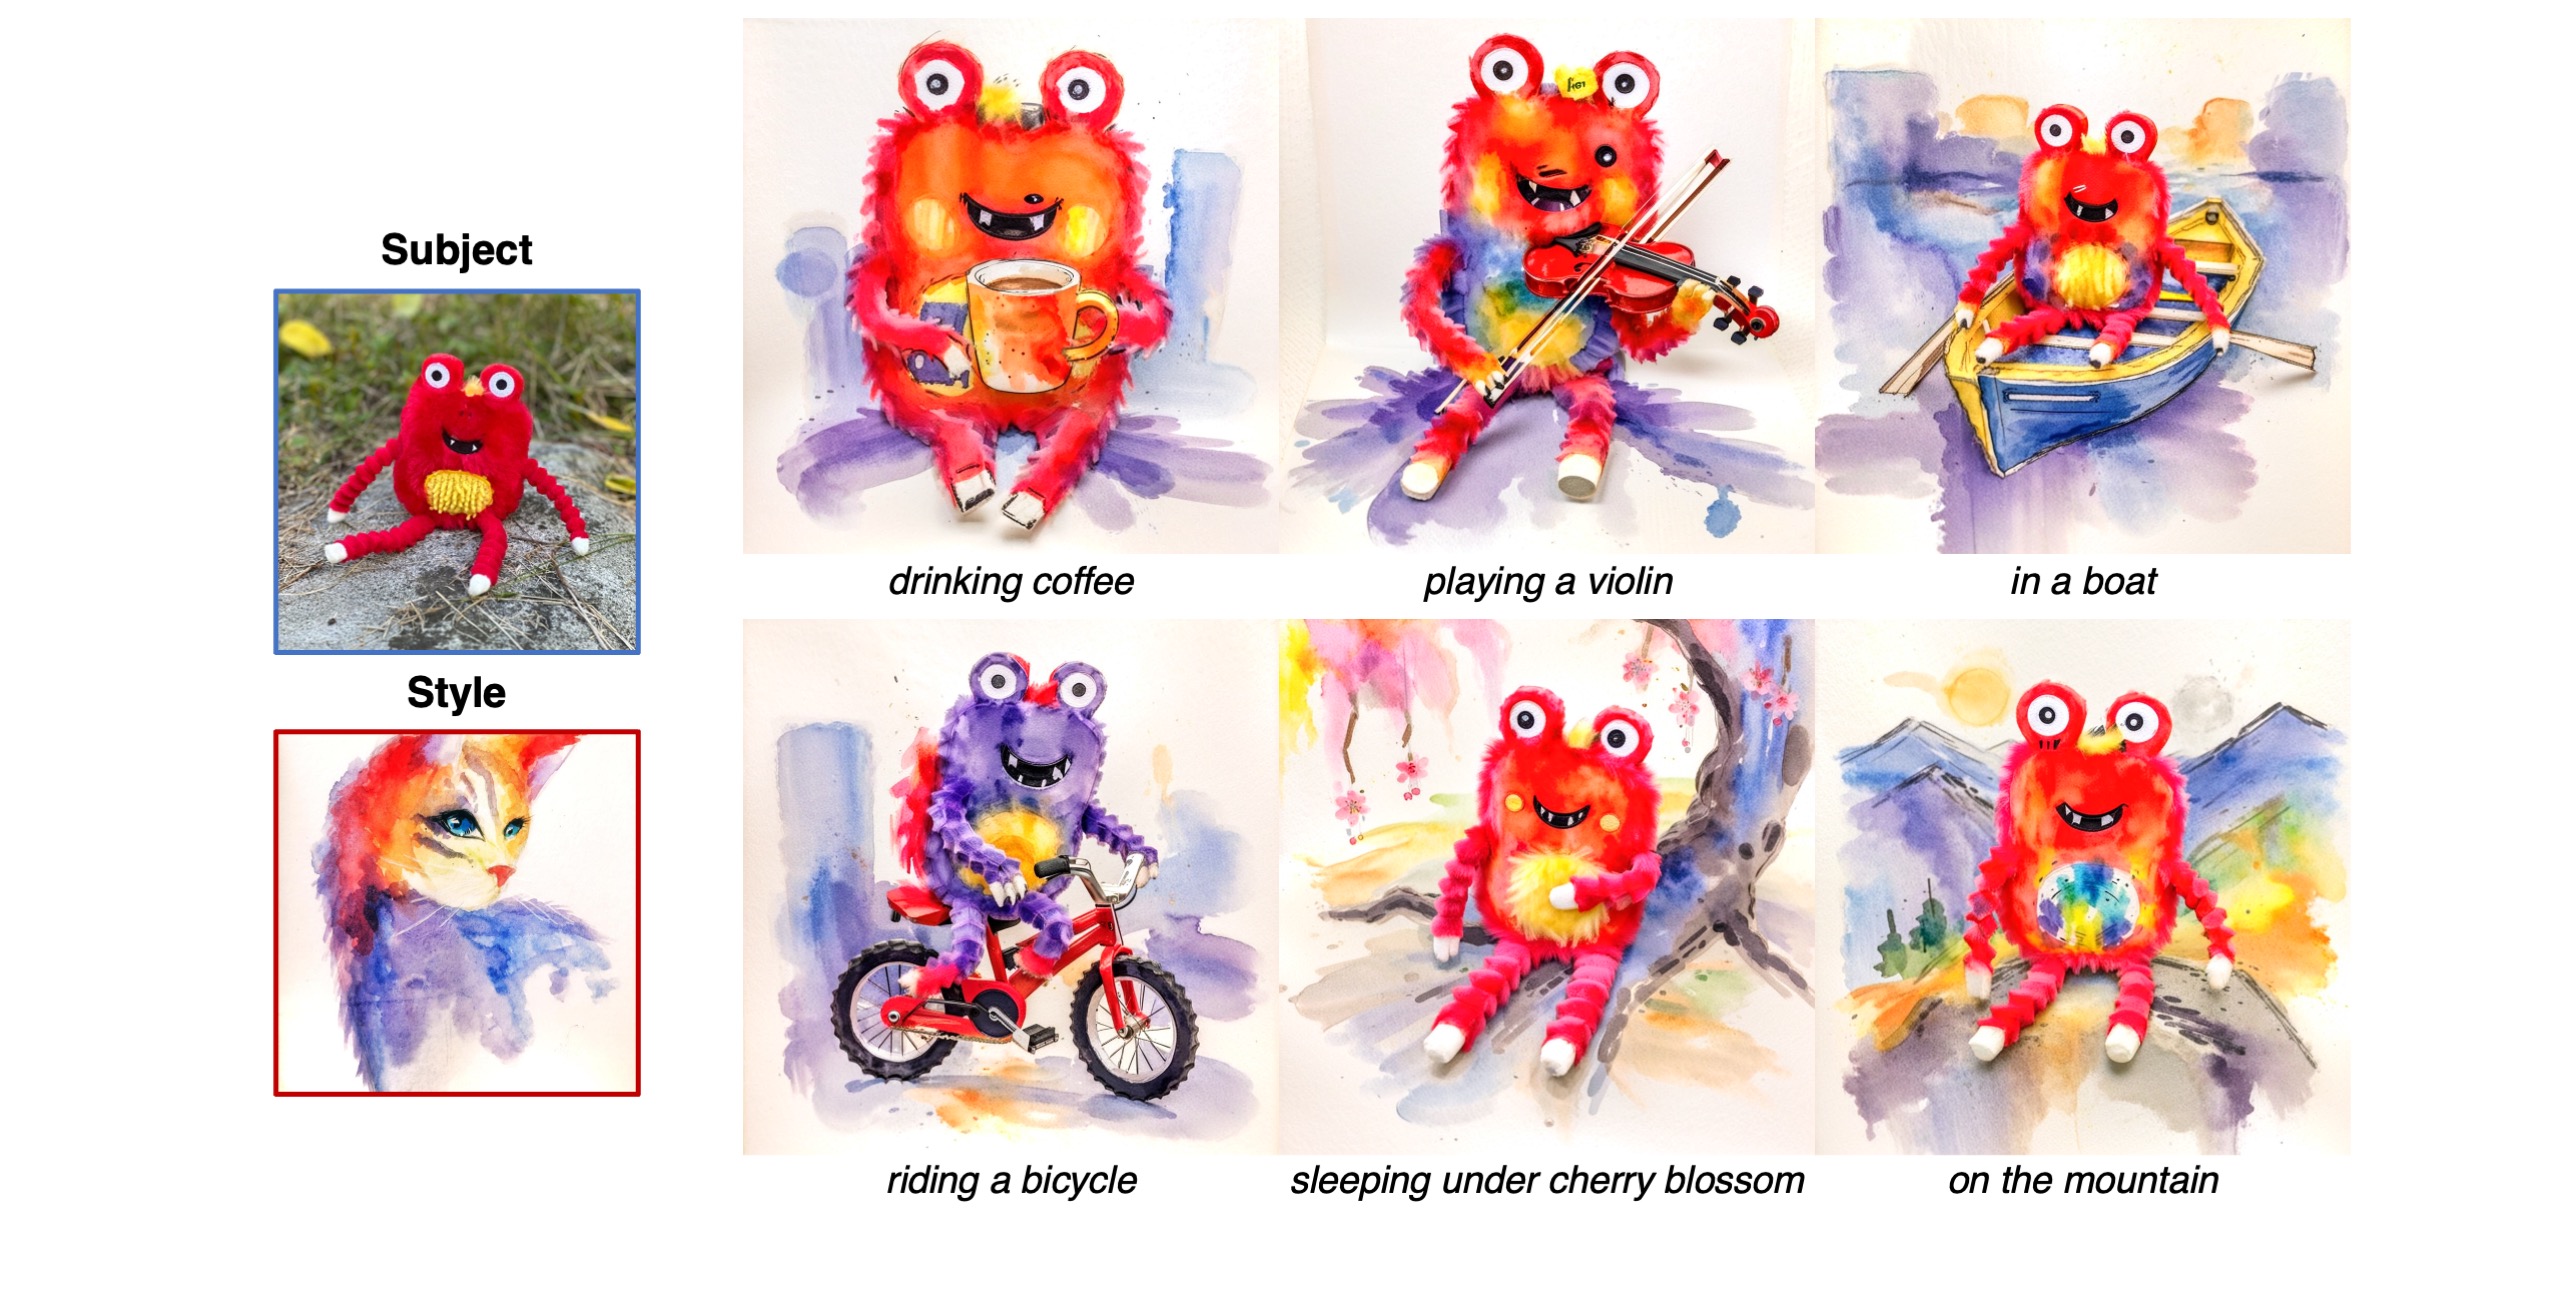 Subject
Style
drinking coffee
playing a violin
in a boat
riding a bicycle
sleeping under cherry blossom
on the mountain